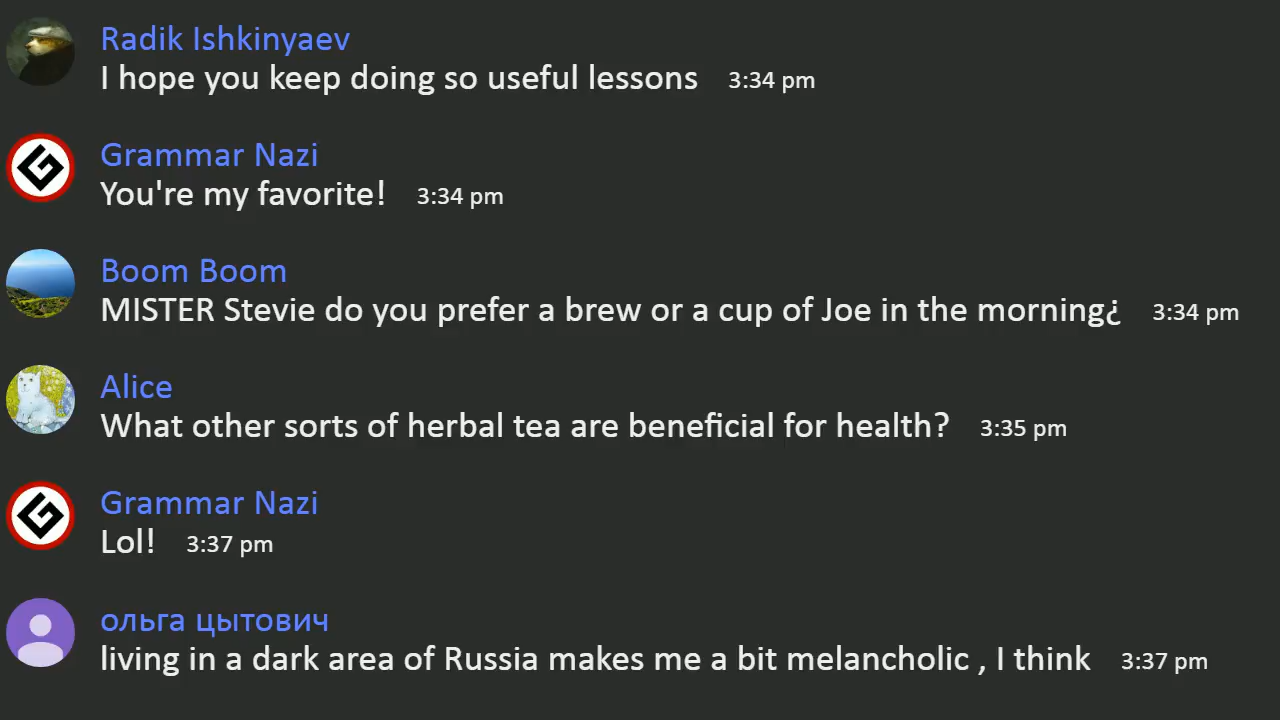 Radik Ishkinyaev
I hope you keep doing so useful lessons 3:34 pm
Grammar Nazi
You're my favorite! 3:34 pm
Boom Boom
MISTER Stevie do you prefer a brew or a cup of Joe in the morning¿ 3:34 pm
Alice
What other sorts of herbal tea are beneficial for health? 3:35 pm
Grammar Nazi
Lol! 3:37 pm
ольга цытович
living in a dark area of Russia makes me a bit melancholic , I think 3:37 pm